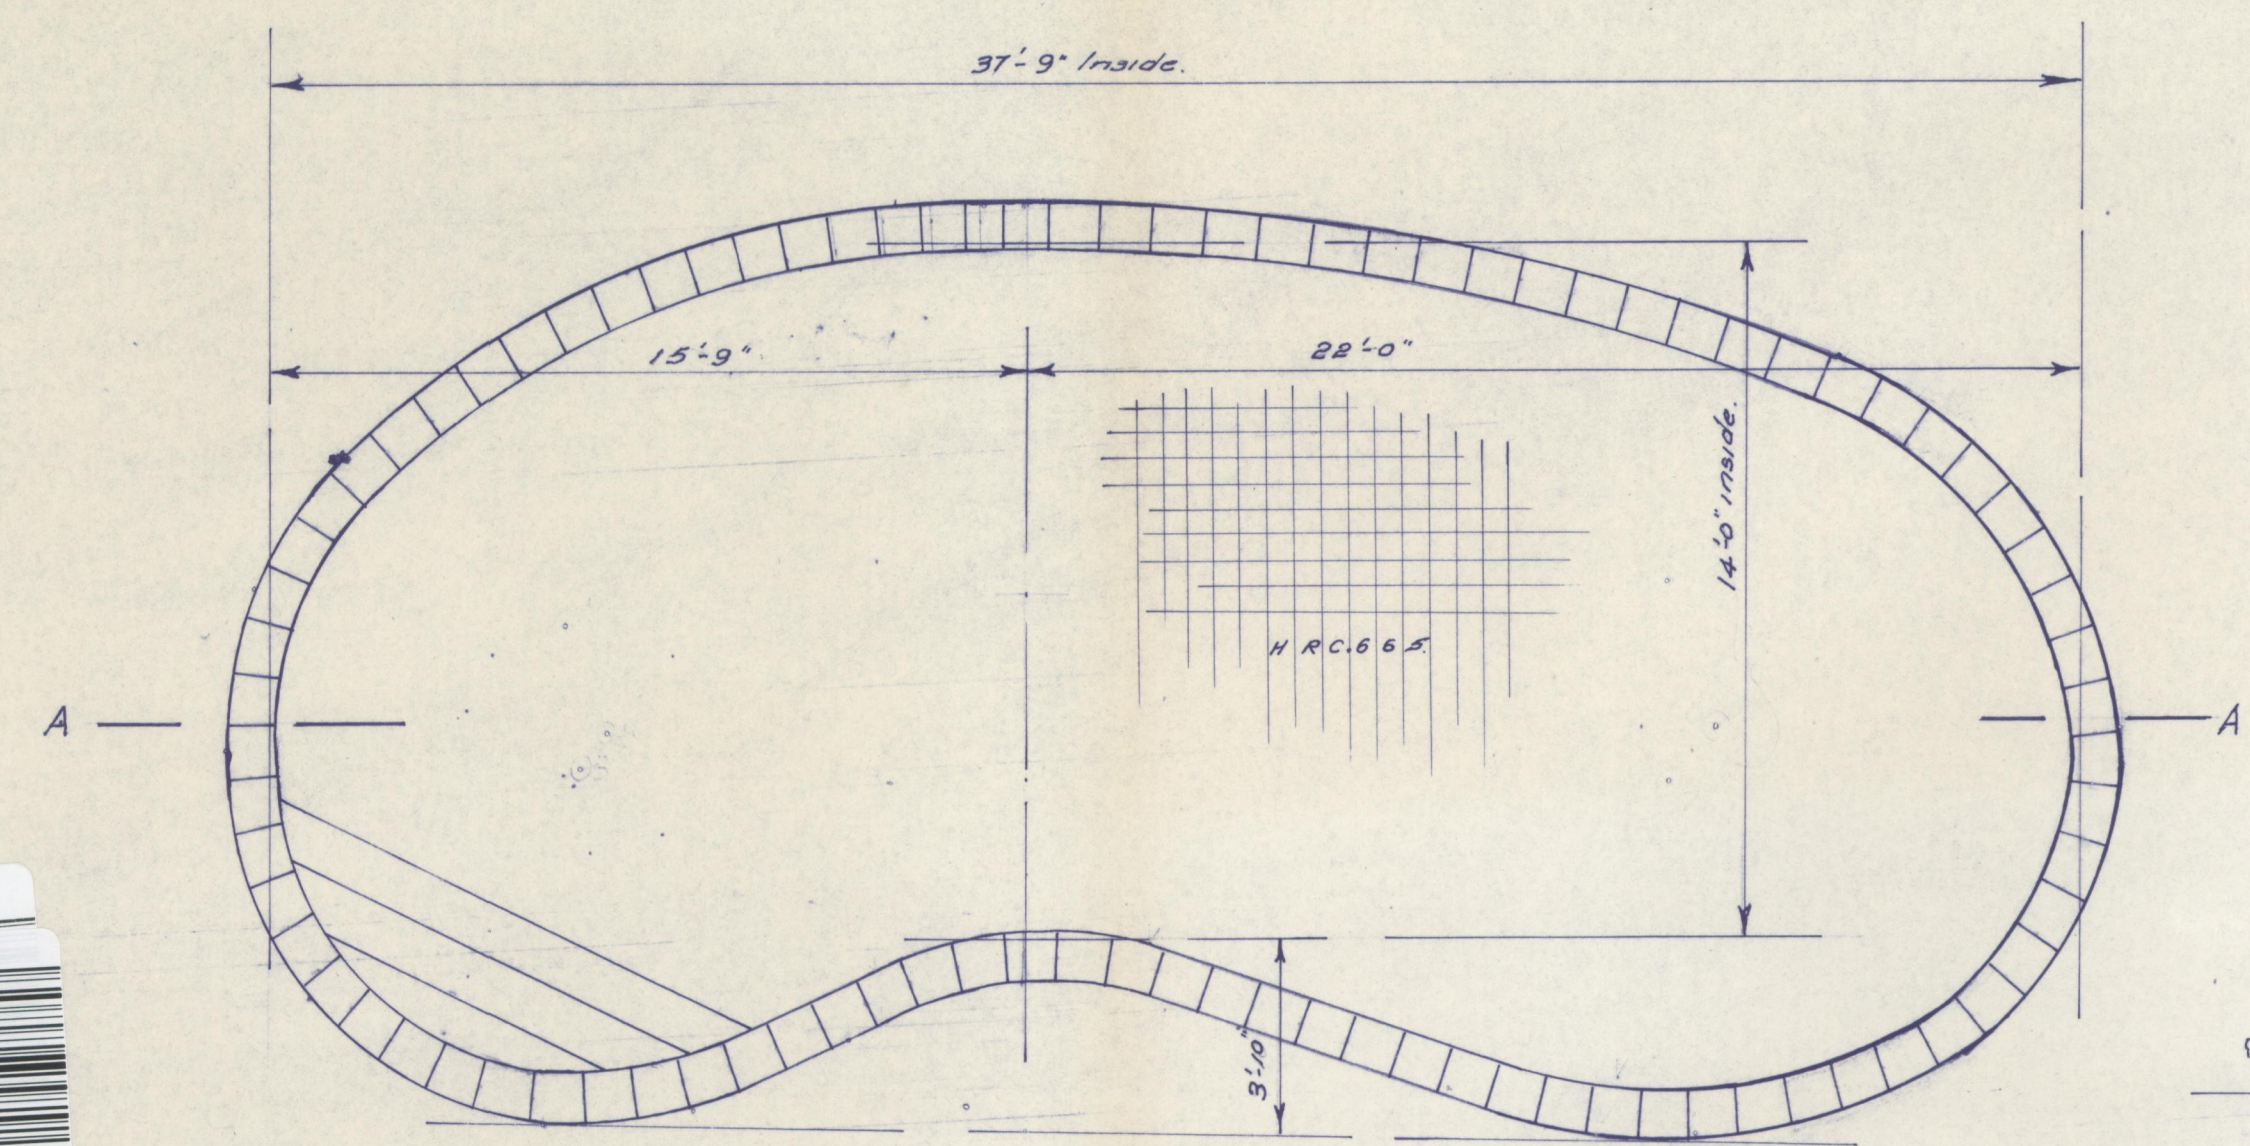 37'-9" Inside.
15'-9"
22'-0"
14'-0" inside.
H R C. 6 6 5.
A
A
3'-10"